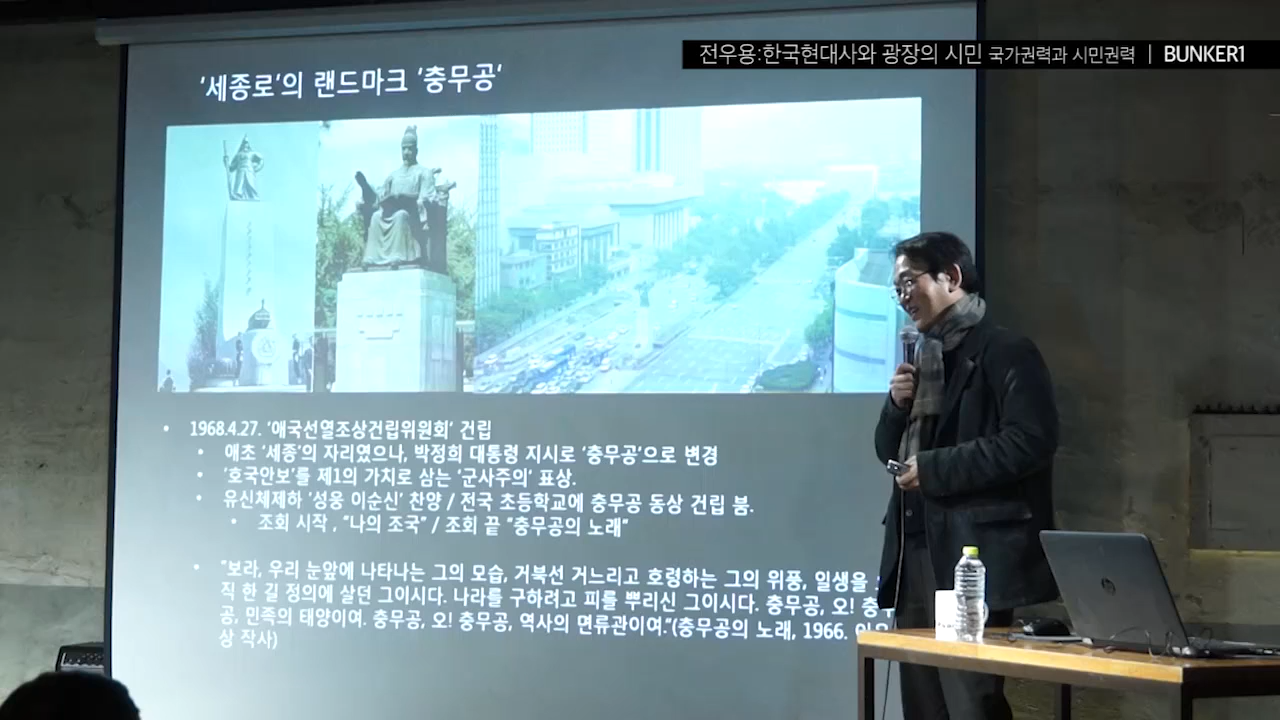 전우용:한국현대사와 광장의 시민 국가권력과 시민권력 | BUNKER1
'세종로'의 랜드마크 '충무공'
• 1968.4.27. '애국선열조상건립위원회' 건립
• 애초 '세종'의 자리였으나, 박정희 대통령 지시로 '충무공'으로 변경
• '호국안보'를 제1의 가치로 삼는 '군사주의' 표상.
• 유신체제하 '성웅 이순신' 찬양 / 전국 초등학교에 충무공 동상 건립 붐.
• 조회 시작 , "나의 조국" / 조회 끝 "충무공의 노래"
• "보라, 우리 눈앞에 나타나는 그의 모습, 거북선 거느리고 호령하는 그의 위풍, 일생을
직 한 길 정의에 살던 그이시다. 나라를 구하려고 피를 뿌리신 그이시다. 충무공, 오! 충
공, 민족의 태양이여. 충무공, 오! 충무공, 역사의 면류관이여."(충무공의 노래, 1966.
상 작사)